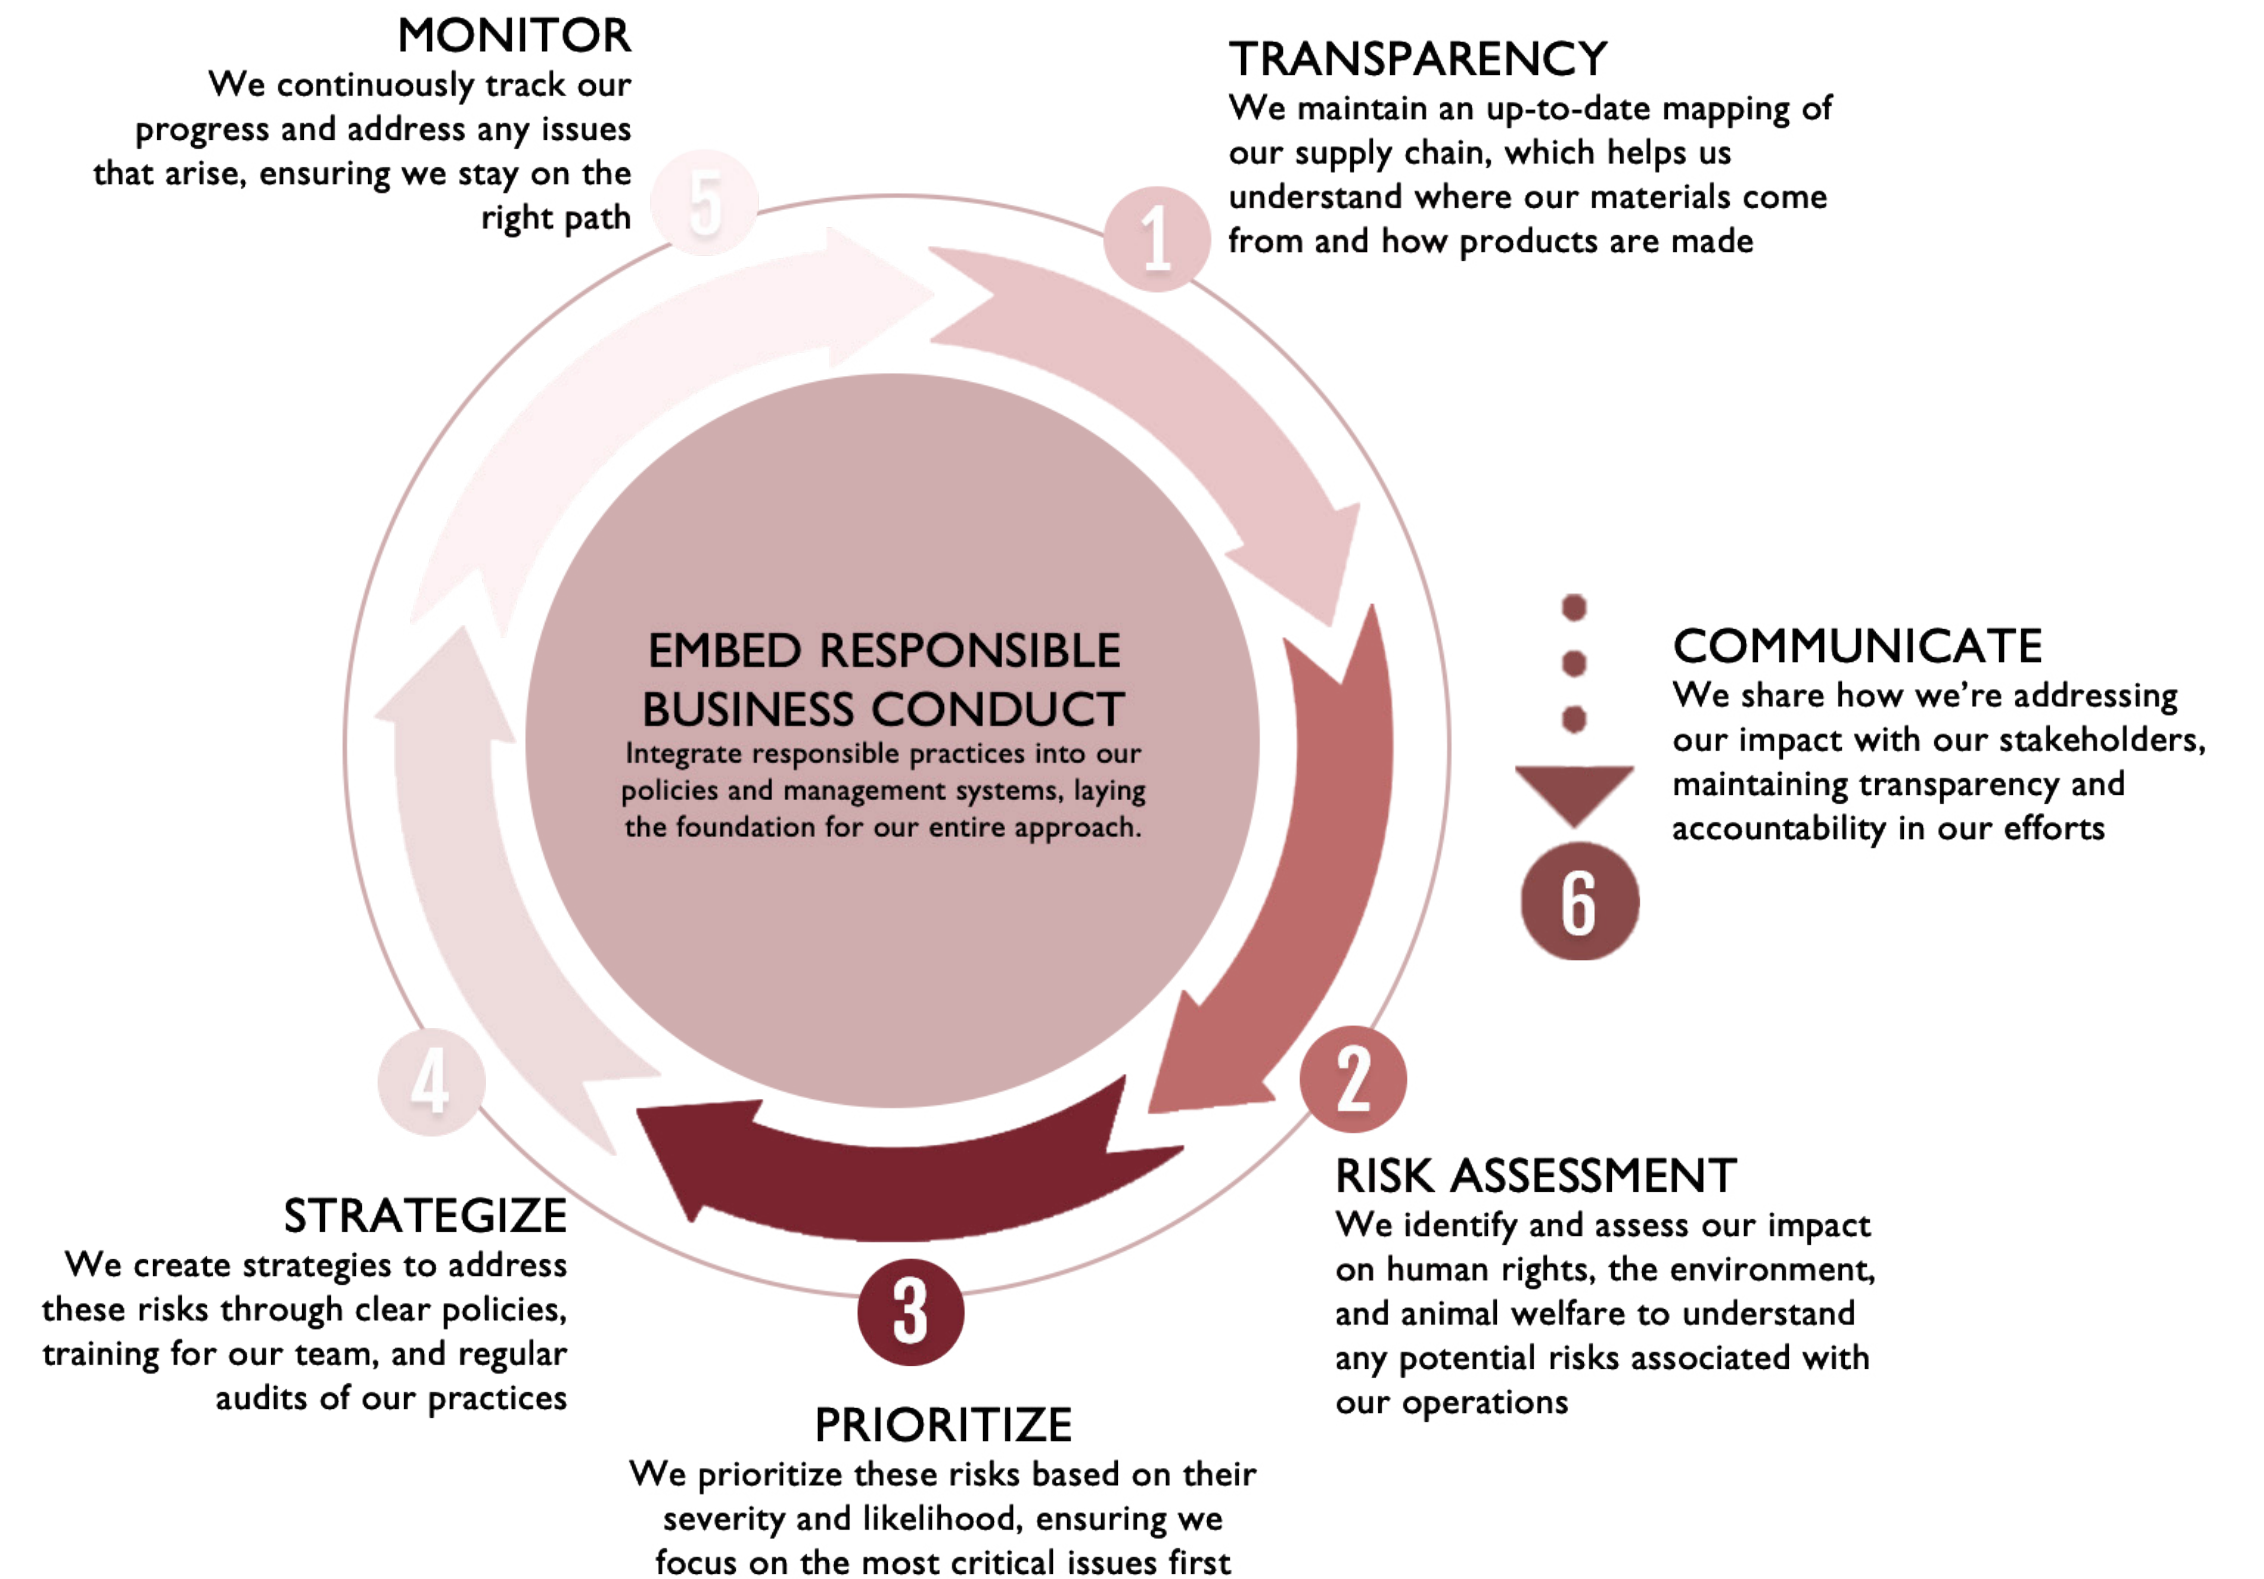 MONITOR
We continuously track our
progress and address any issues
that arise, ensuring we stay on the
right path
5
1
TRANSPARENCY
We maintain an up-to-date mapping of
our supply chain, which helps us
understand where our materials come
from and how products are made
EMBED RESPONSIBLE
BUSINESS CONDUCT
Integrate responsible practices into our
policies and management systems, laying
the foundation for our entire approach.
COMMUNICATE
We share how we’re addressing
our impact with our stakeholders,
maintaining transparency and
accountability in our efforts
6
2
RISK ASSESSMENT
We identify and assess our impact
on human rights, the environment,
and animal welfare to understand
any potential risks associated with
our operations
4
STRATEGIZE
We create strategies to address
these risks through clear policies,
training for our team, and regular
audits of our practices
3
PRIORITIZE
We prioritize these risks based on their
severity and likelihood, ensuring we
focus on the most critical issues first